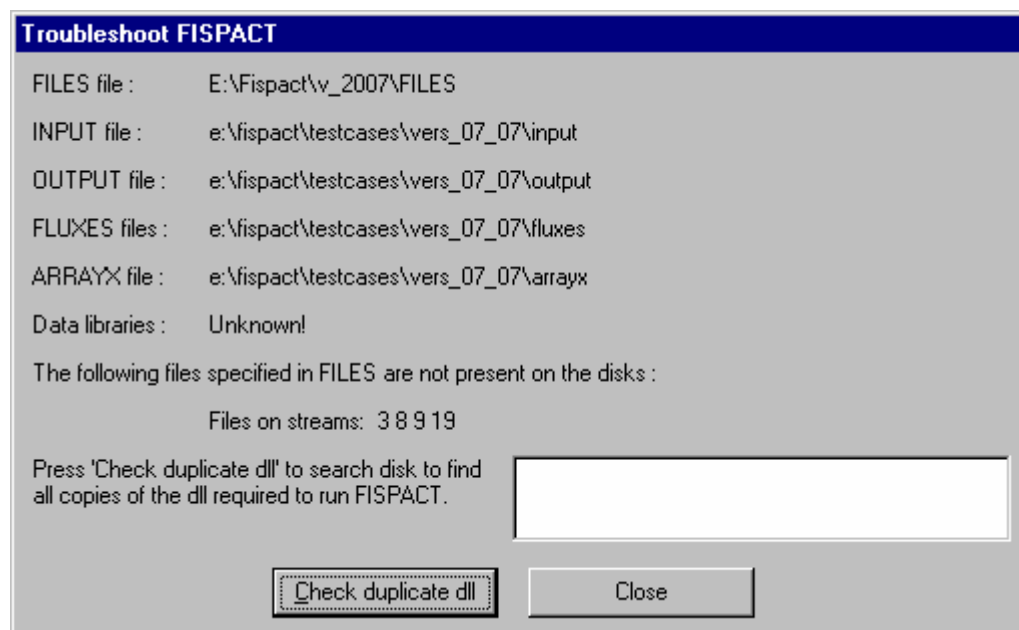 Troubleshoot FISPACT
FILES file : E:\Fispact\v_2007\FILES
INPUT file : e:\fispact\testcases\vers_07_07\input
OUTPUT file : e:\fispact\testcases\vers_07_07\output
FLUXES files : e:\fispact\testcases\vers_07_07\fluxes
ARRAYX file : e:\fispact\testcases\vers_07_07\arrayx
Data libraries : Unknown!
The following files specified in FILES are not present on the disks :
Files on streams: 3 8 9 19
Press 'Check duplicate dll' to search disk to find
all copies of the dll required to run FISPACT.
Check duplicate dll Close